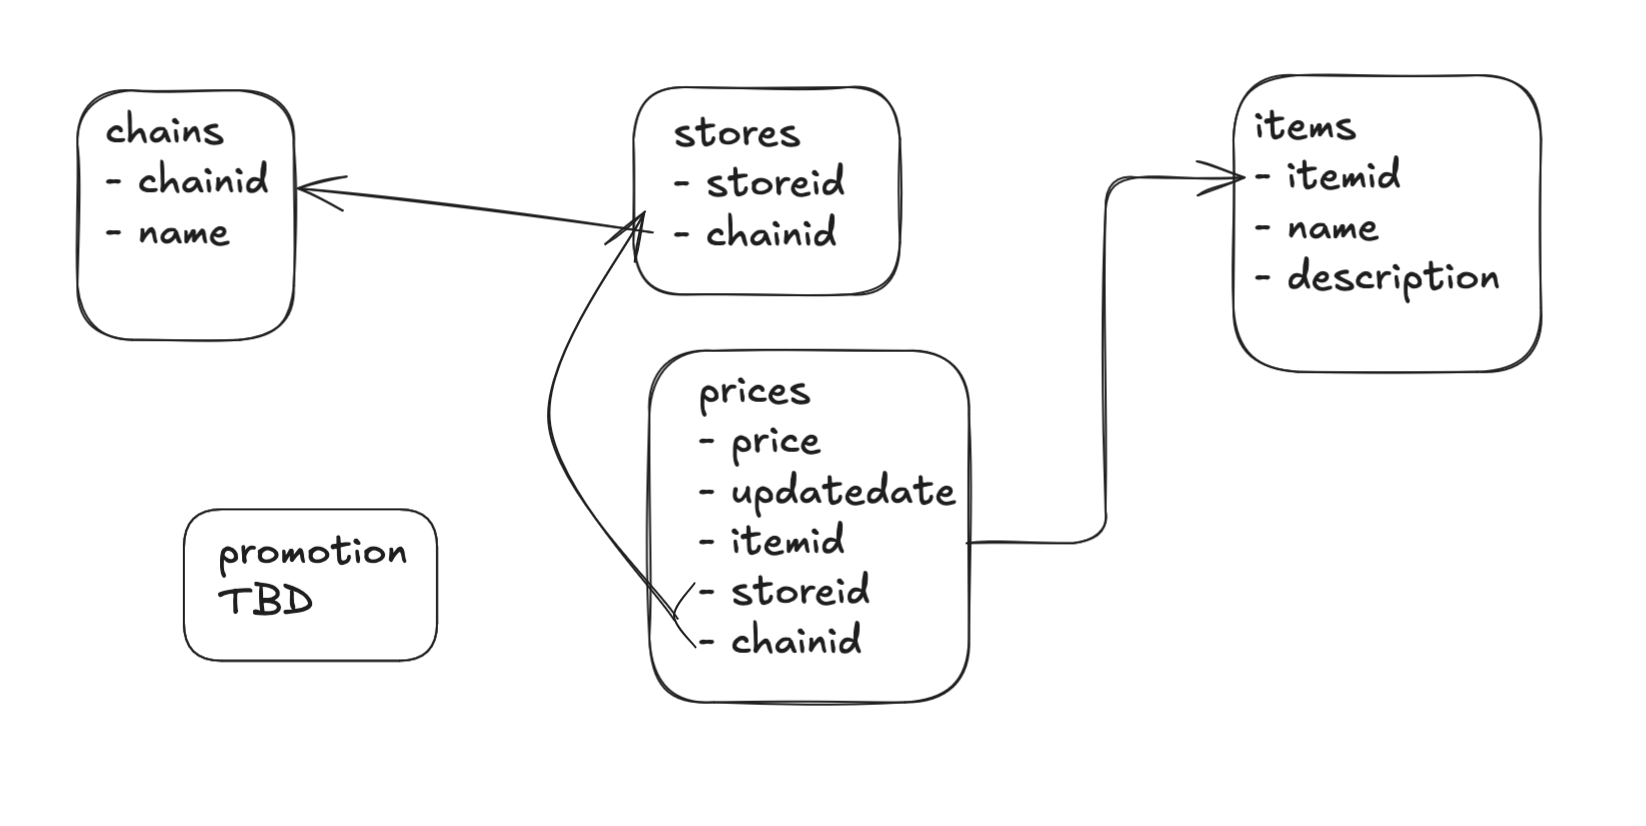 chains
- chainid
- name
stores
- storeid
- chainid
items
- itemid
- name
- description
prices
- price
- updatedate
- itemid
- storeid
- chainid
promotion
TBD